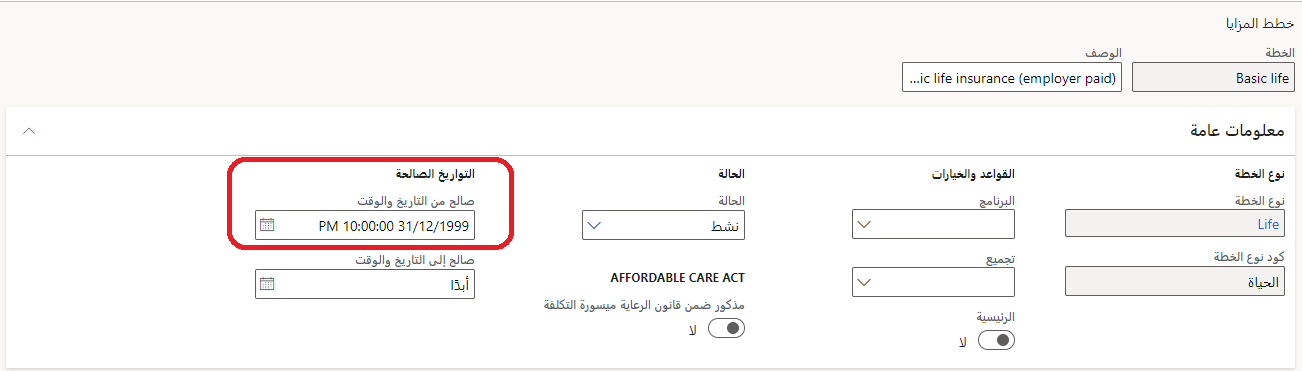 خطط المزايا
الخطة
Basic life
الوصف
...ic life insurance (employer paid)
معلومات عامة
نوع الخطة
نوع الخطة
Life
كود نوع الخطة
الحياة
القواعد والخيارات
البرنامج
تجميع
الرئيسية
لا
الحالة
الحالة
نشط
AFFORDABLE CARE ACT
مذكور ضمن قانون الرعاية ميسورة التكلفة
لا
التواريخ الصالحة
صالح من التاريخ والوقت
PM 10:00:00 31/12/1999
صالح إلى التاريخ والوقت
أبدًا